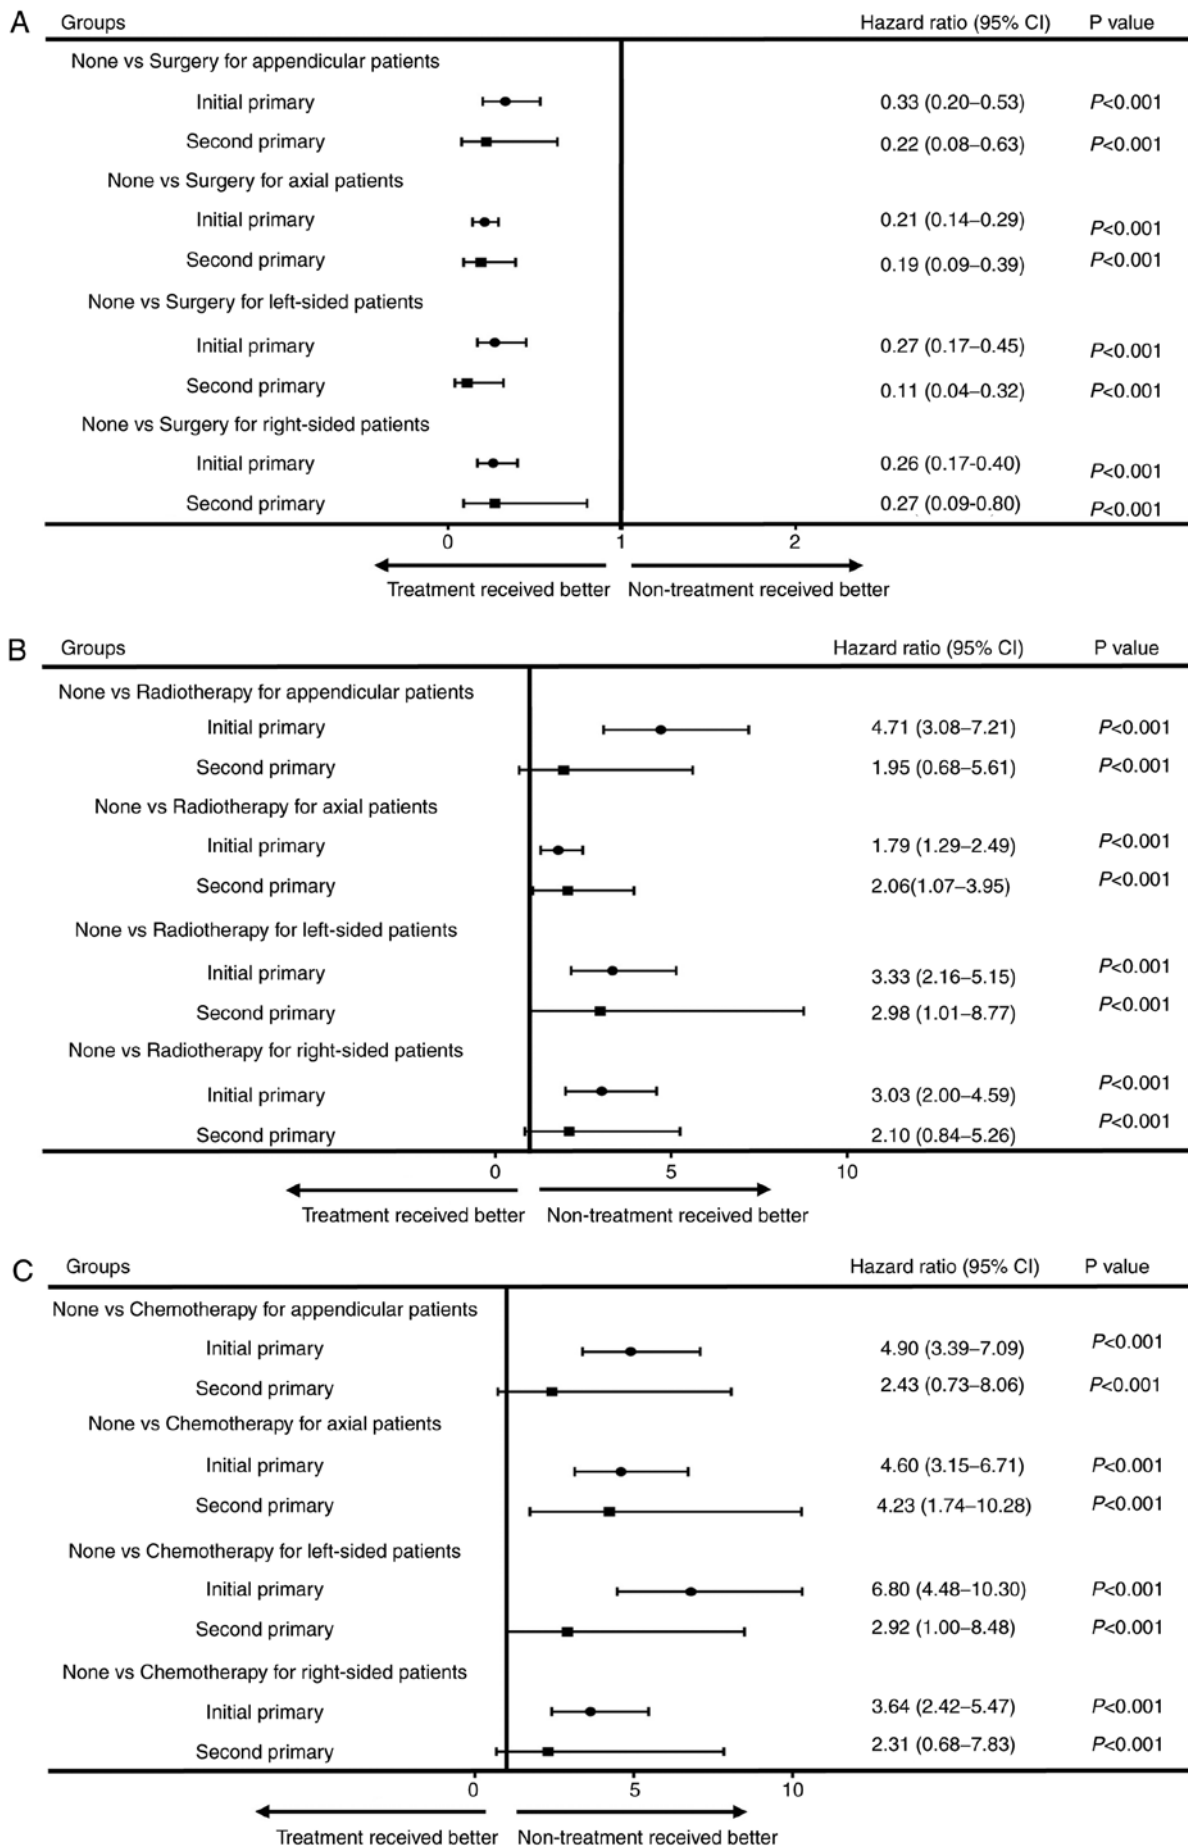 A Groups Hazard ratio (95% CI) P value
None vs Surgery for appendicular patients
Initial primary 0.33 (0.20–0.53) P<0.001
Second primary 0.22 (0.08–0.63) P<0.001
None vs Surgery for axial patients
Initial primary 0.21 (0.14–0.29) P<0.001
Second primary 0.19 (0.09–0.39) P<0.001
None vs Surgery for left-sided patients
Initial primary 0.27 (0.17–0.45) P<0.001
Second primary 0.11 (0.04–0.32) P<0.001
None vs Surgery for right-sided patients
Initial primary 0.26 (0.17-0.40) P<0.001
Second primary 0.27 (0.09-0.80) P<0.001
0 1 2
Treatment received better Non-treatment received better
B Groups Hazard ratio (95% CI) P value
None vs Radiotherapy for appendicular patients
Initial primary 4.71 (3.08–7.21) P<0.001
Second primary 1.95 (0.68–5.61) P<0.001
None vs Radiotherapy for axial patients
Initial primary 1.79 (1.29–2.49) P<0.001
Second primary 2.06(1.07–3.95) P<0.001
None vs Radiotherapy for left-sided patients
Initial primary 3.33 (2.16–5.15) P<0.001
Second primary 2.98 (1.01–8.77) P<0.001
None vs Radiotherapy for right-sided patients
Initial primary 3.03 (2.00–4.59) P<0.001
Second primary 2.10 (0.84–5.26) P<0.001
0 5 10
Treatment received better Non-treatment received better
C Groups Hazard ratio (95% CI) P value
None vs Chemotherapy for appendicular patients
Initial primary 4.90 (3.39–7.09) P<0.001
Second primary 2.43 (0.73–8.06) P<0.001
None vs Chemotherapy for axial patients
Initial primary 4.60 (3.15–6.71) P<0.001
Second primary 4.23 (1.74–10.28) P<0.001
None vs Chemotherapy for left-sided patients
Initial primary 6.80 (4.48–10.30) P<0.001
Second primary 2.92 (1.00–8.48) P<0.001
None vs Chemotherapy for right-sided patients
Initial primary 3.64 (2.42–5.47) P<0.001
Second primary 2.31 (0.68–7.83) P<0.001
0 5 10
Treatment received better Non-treatment received better